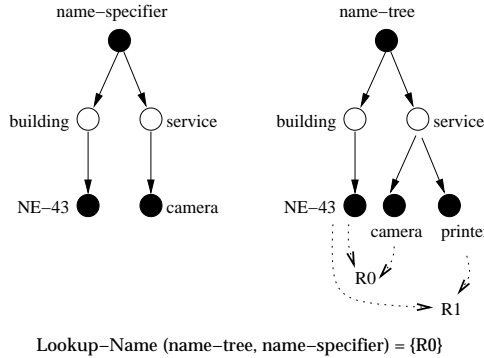 name-specifier name-tree
building service building service
NE-43 camera NE-43
camera printer
R0
R1
Lookup-Name (name-tree, name-specifier) = {R0}